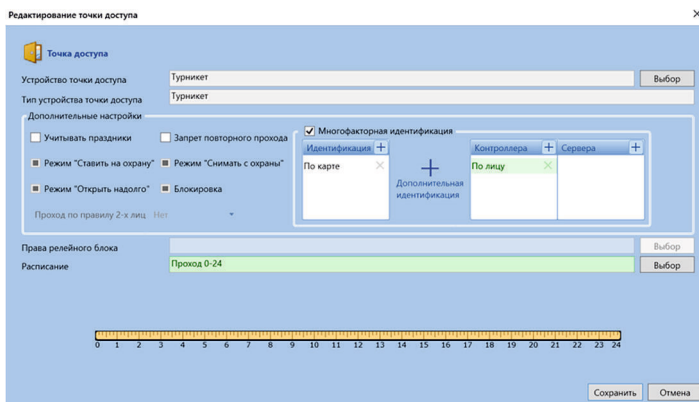 Редактирование точки доступа
Точка доступа
Устройство точки доступа Турникет Выбор
Тип устройства точки доступа Турникет
Дополнительные настройки
Учитывать праздники Запрет повторного прохода
Режим "Ставить на охрану" Режим "Снимать с охраны"
Режим "Открыть надолго" Блокировка
Проход по правилу 2-х лиц Нет
Многофакторная идентификация
Идентификация +
По карте ×
+
Дополнительная
идентификация
Контроллера + Сервера +
По лицу ×
Права релейного блока Выбор
Расписание Проход 0-24 Выбор
0 1 2 3 4 5 6 7 8 9 10 11 12 13 14 15 16 17 18 19 20 21 22 23 24
Сохранить Отмена